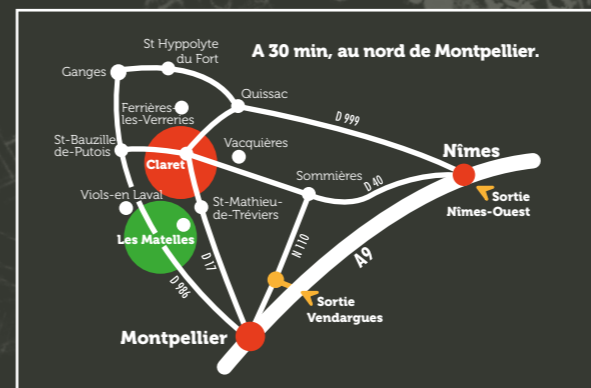 A 30 min, au nord de Montpellier.
St Hyppolyte
du Fort
Ganges
Quissac
Ferrières-
les-Verreries
D 999
St-Bauzille-
de-Putois
Vacquières
Nîmes
Claret
Sommières
D 40
Viols-en Laval
St-Mathieu-
de-Tréviers
Sortie
Nîmes-Ouest
Les Matelles
N 110
D 17
A9
D 986
Sortie
Vendargues
Montpellier